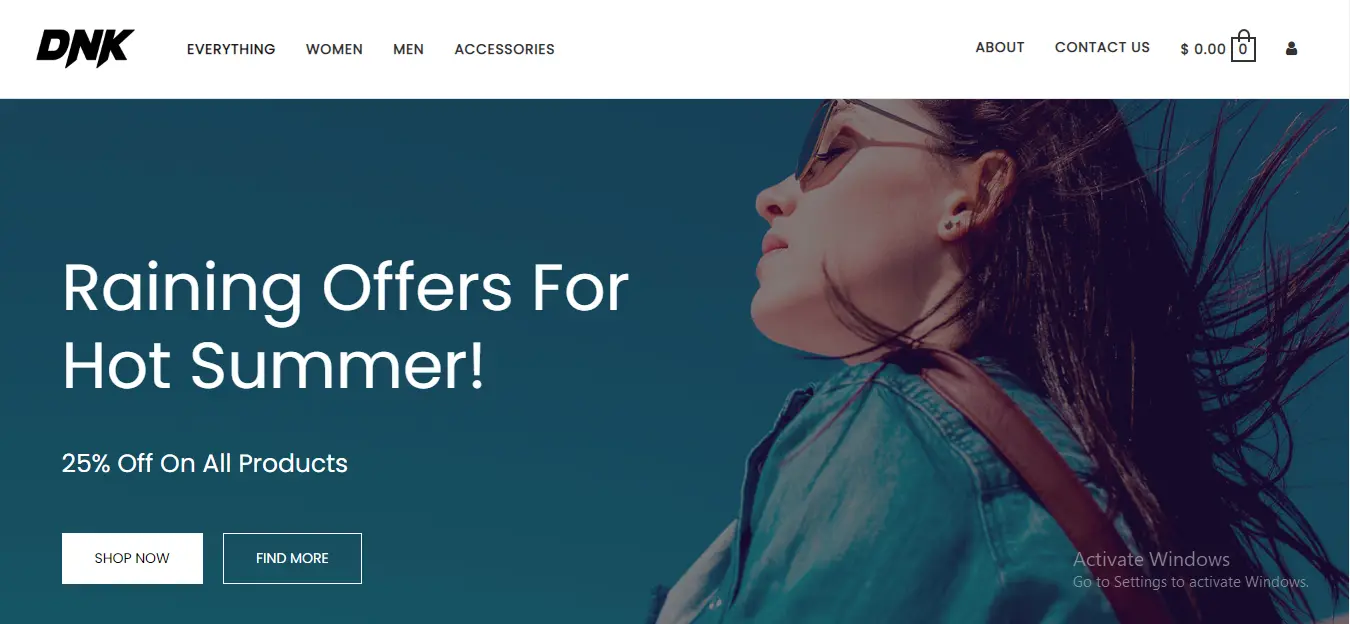 DNK
EVERYTHING WOMEN MEN ACCESSORIES
ABOUT CONTACT US $ 0.00 0
Raining Offers For
Hot Summer!
25% Off On All Products
SHOP NOW FIND MORE
Activate Windows
Go to Settings to activate Windows.